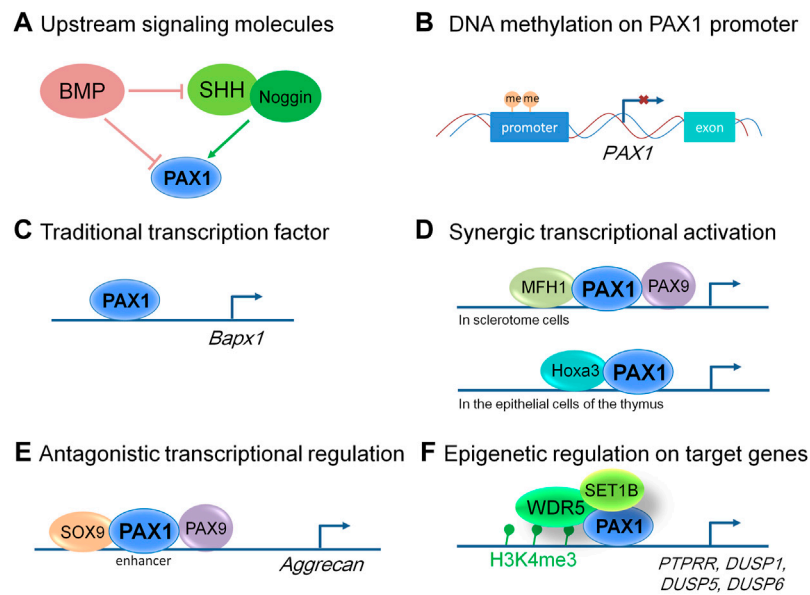 A Upstream signaling molecules
BMP
SHH
Noggin
PAX1
B DNA methylation on PAX1 promoter
me me
promoter
exon
PAX1
C Traditional transcription factor
PAX1
Bapx1
D Synergic transcriptional activation
MFH1 PAX1 PAX9
In sclerotome cells
Hoxa3 PAX1
In the epithelial cells of the thymus
E Antagonistic transcriptional regulation
SOX9 PAX1 PAX9
enhancer
Aggrecan
F Epigenetic regulation on target genes
SET1B
WDR5
PAX1
H3K4me3
PTPRR, DUSP1,
DUSP5, DUSP6